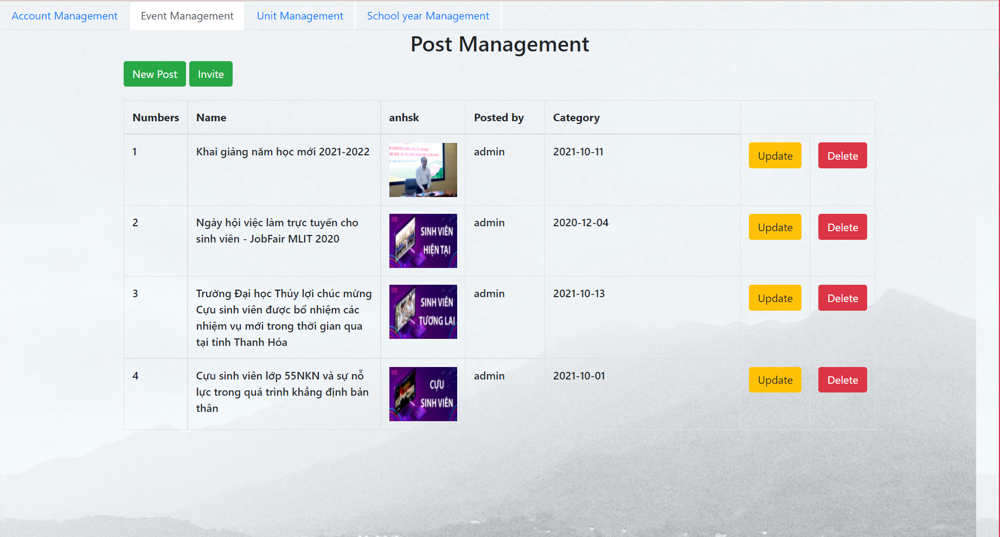 Account Management
Event Management
Unit Management
School year Management
Post Management
New Post
Invite
Numbers
Name
anhsk
Posted by
Category
1
Khai giảng năm học mới 2021-2022
admin
2021-10-11
Update
Delete
2
Ngày hội việc làm trực tuyến cho
sinh viên - JobFair MLIT 2020
SINH VIÊN
HIỆN TẠI
admin
2020-12-04
Update
Delete
3
Trường Đại học Thủy lợi chúc mừng
Cựu sinh viên được bổ nhiệm các
nhiệm vụ mới trong thời gian qua
tại tỉnh Thanh Hóa
SINH VIÊN
TƯƠNG LAI
admin
2021-10-13
Update
Delete
4
Cựu sinh viên lớp 55NKN và sự nỗ
lực trong quá trình khẳng định bản
thân
CỰU
SINH VIÊN
admin
2021-10-01
Update
Delete